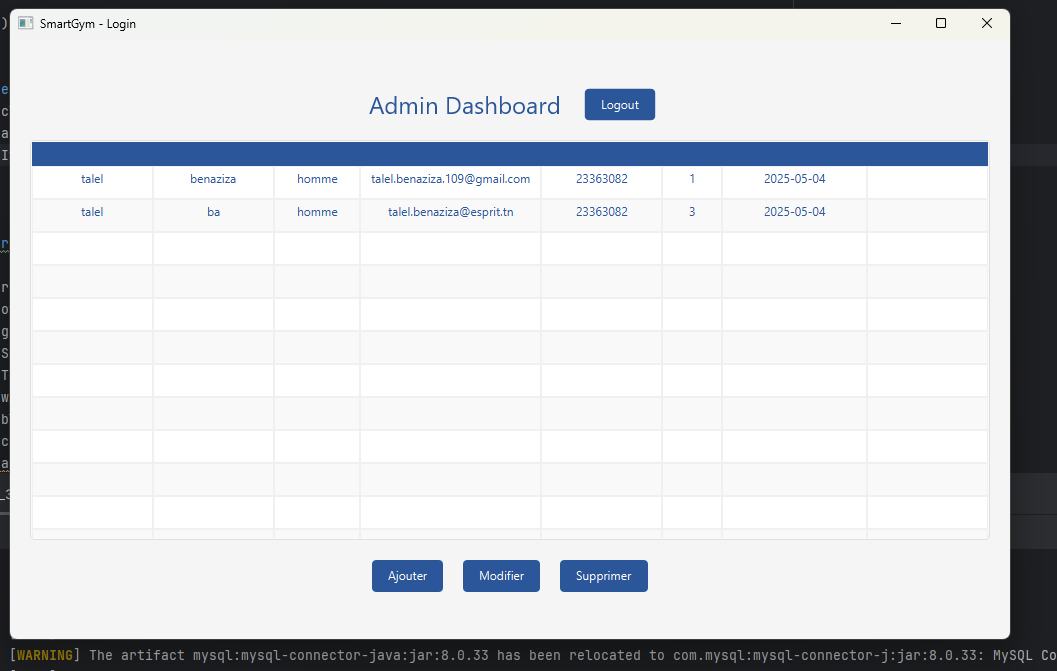 SmartGym - Login
Admin Dashboard
Logout
talel benaziza homme talel.benaziza.109@gmail.com 23363082 1 2025-05-04
talel ba homme talel.benaziza@esprit.tn 23363082 3 2025-05-04
Ajouter Modifier Supprimer
[WARNING] The artifact mysql:mysql-connector-java:jar:8.0.33 has been relocated to com.mysql:mysql-connector-j:jar:8.0.33: MySQL Co